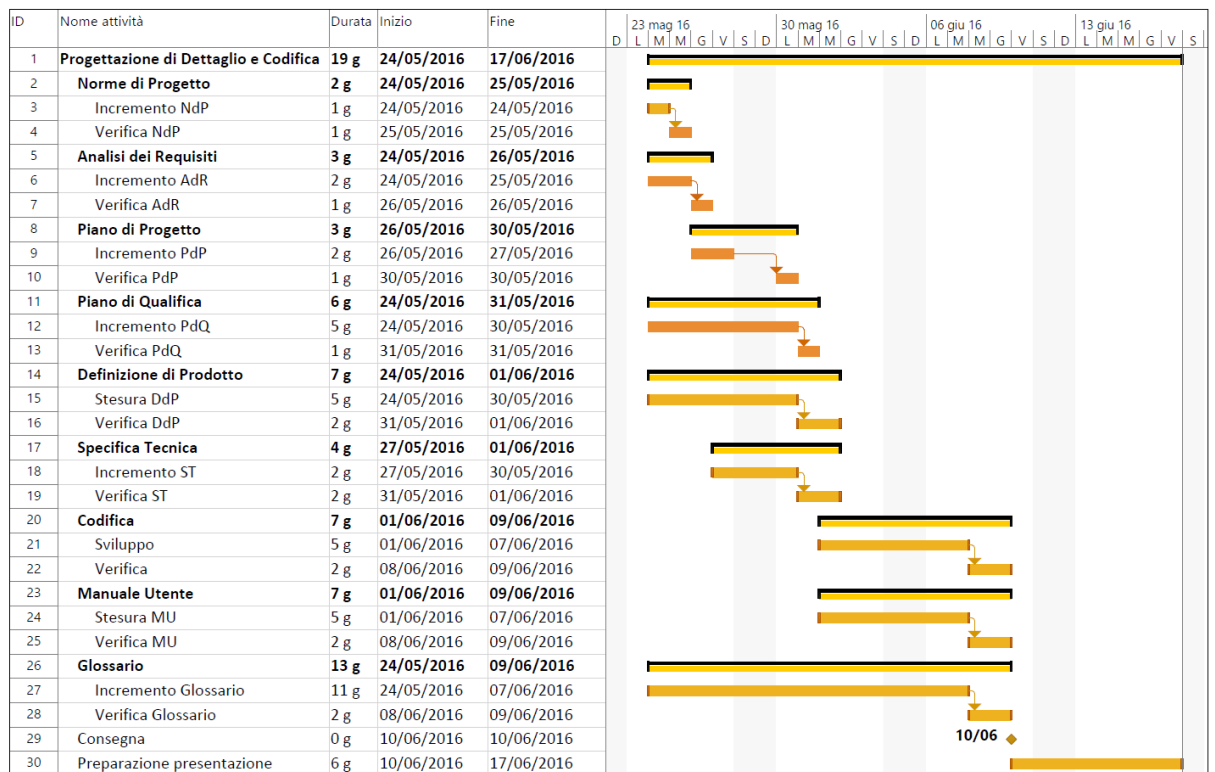 ID Nome attività Durata Inizio Fine 23 mag 16 30 mag 16 06 giu 16 13 giu 16
D L M M G V S D L M M G V S D L M M G V S D L M M G V S
1 Progettazione di Dettaglio e Codifica 19 g 24/05/2016 17/06/2016
2 Norme di Progetto 2 g 24/05/2016 25/05/2016
3 Incremento NdP 1 g 24/05/2016 24/05/2016
4 Verifica NdP 1 g 25/05/2016 25/05/2016
5 Analisi dei Requisiti 3 g 24/05/2016 26/05/2016
6 Incremento AdR 2 g 24/05/2016 25/05/2016
7 Verifica AdR 1 g 26/05/2016 26/05/2016
8 Piano di Progetto 3 g 26/05/2016 30/05/2016
9 Incremento PdP 2 g 26/05/2016 27/05/2016
10 Verifica PdP 1 g 30/05/2016 30/05/2016
11 Piano di Qualifica 6 g 24/05/2016 31/05/2016
12 Incremento PdQ 5 g 24/05/2016 30/05/2016
13 Verifica PdQ 1 g 31/05/2016 31/05/2016
14 Definizione di Prodotto 7 g 24/05/2016 01/06/2016
15 Stesura DdP 5 g 24/05/2016 30/05/2016
16 Verifica DdP 2 g 31/05/2016 01/06/2016
17 Specifica Tecnica 4 g 27/05/2016 01/06/2016
18 Incremento ST 2 g 27/05/2016 30/05/2016
19 Verifica ST 2 g 31/05/2016 01/06/2016
20 Codifica 7 g 01/06/2016 09/06/2016
21 Sviluppo 5 g 01/06/2016 07/06/2016
22 Verifica 2 g 08/06/2016 09/06/2016
23 Manuale Utente 7 g 01/06/2016 09/06/2016
24 Stesura MU 5 g 01/06/2016 07/06/2016
25 Verifica MU 2 g 08/06/2016 09/06/2016
26 Glossario 13 g 24/05/2016 09/06/2016
27 Incremento Glossario 11 g 24/05/2016 07/06/2016
28 Verifica Glossario 2 g 08/06/2016 09/06/2016
29 Consegna 0 g 10/06/2016 10/06/2016 10/06
30 Preparazione presentazione 6 g 10/06/2016 17/06/2016